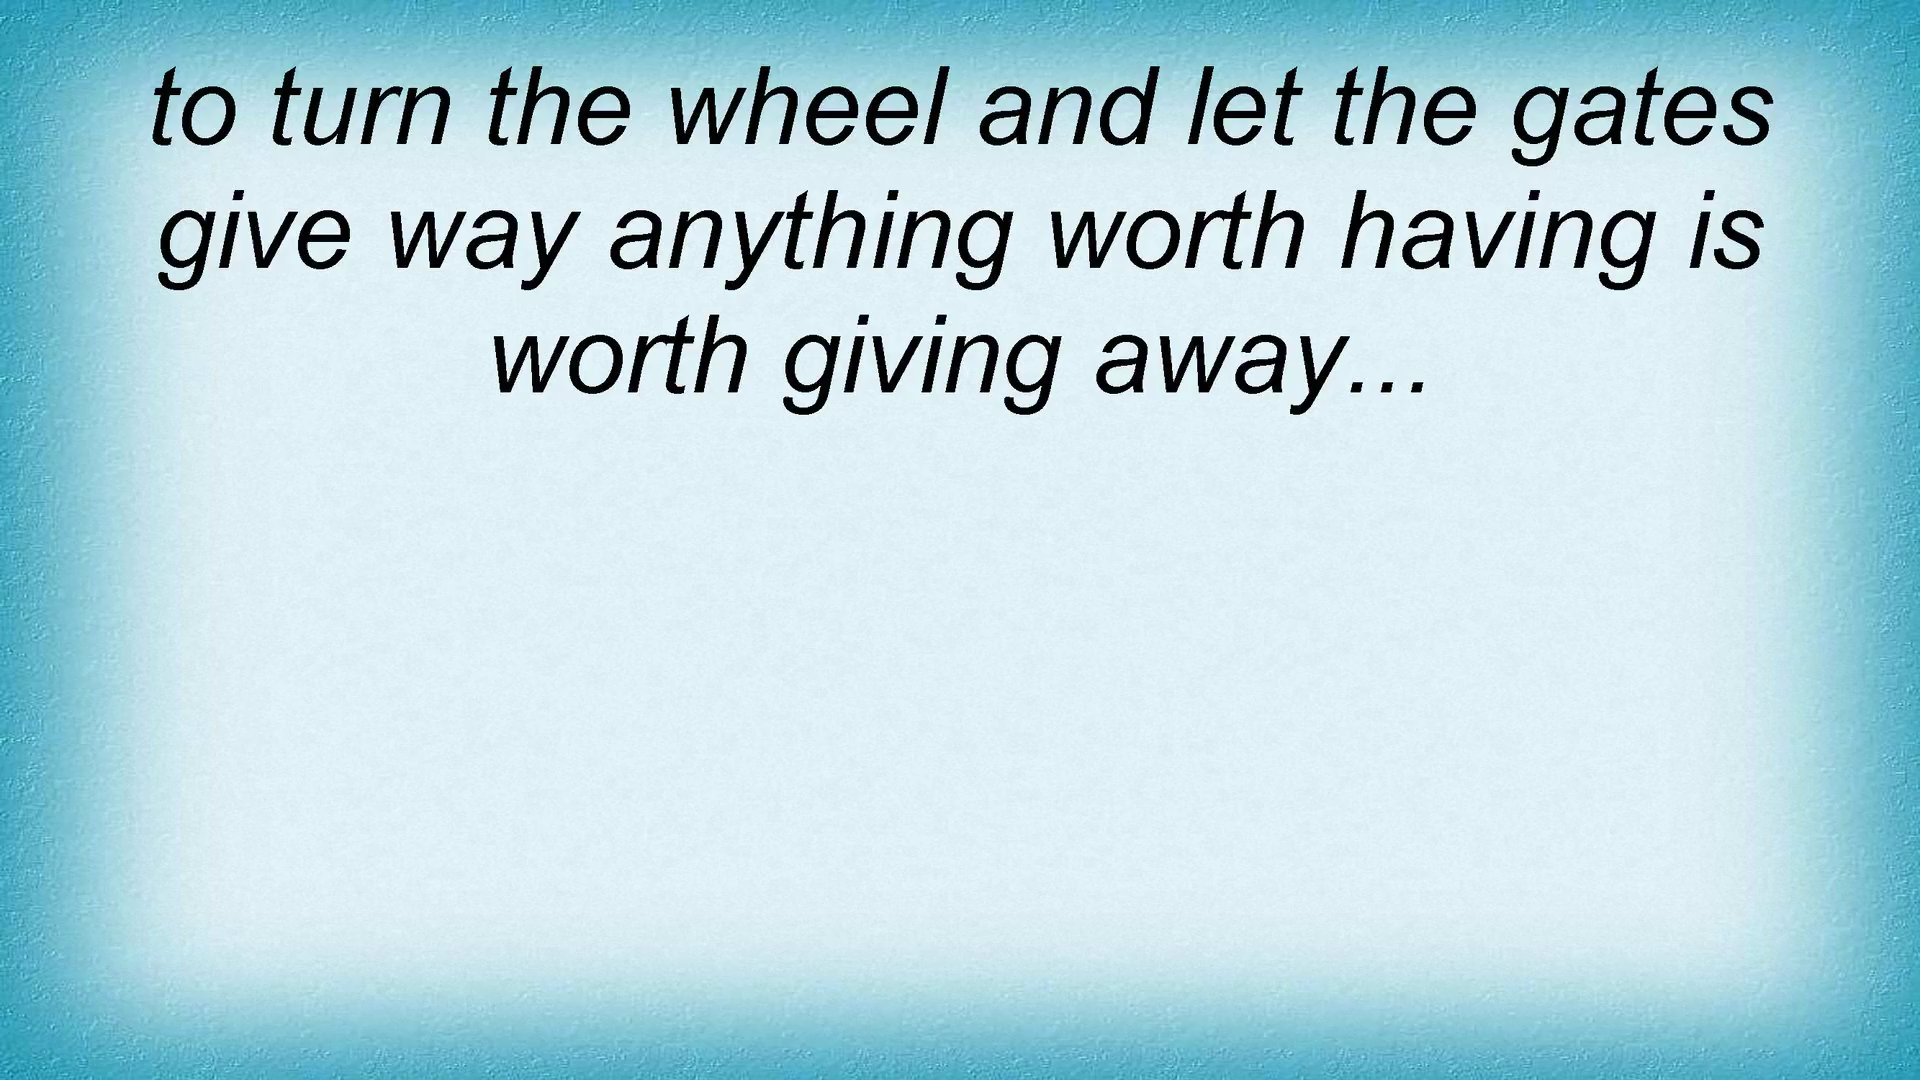 to turn the wheel and let the gates
give way anything worth having is
worth giving away...